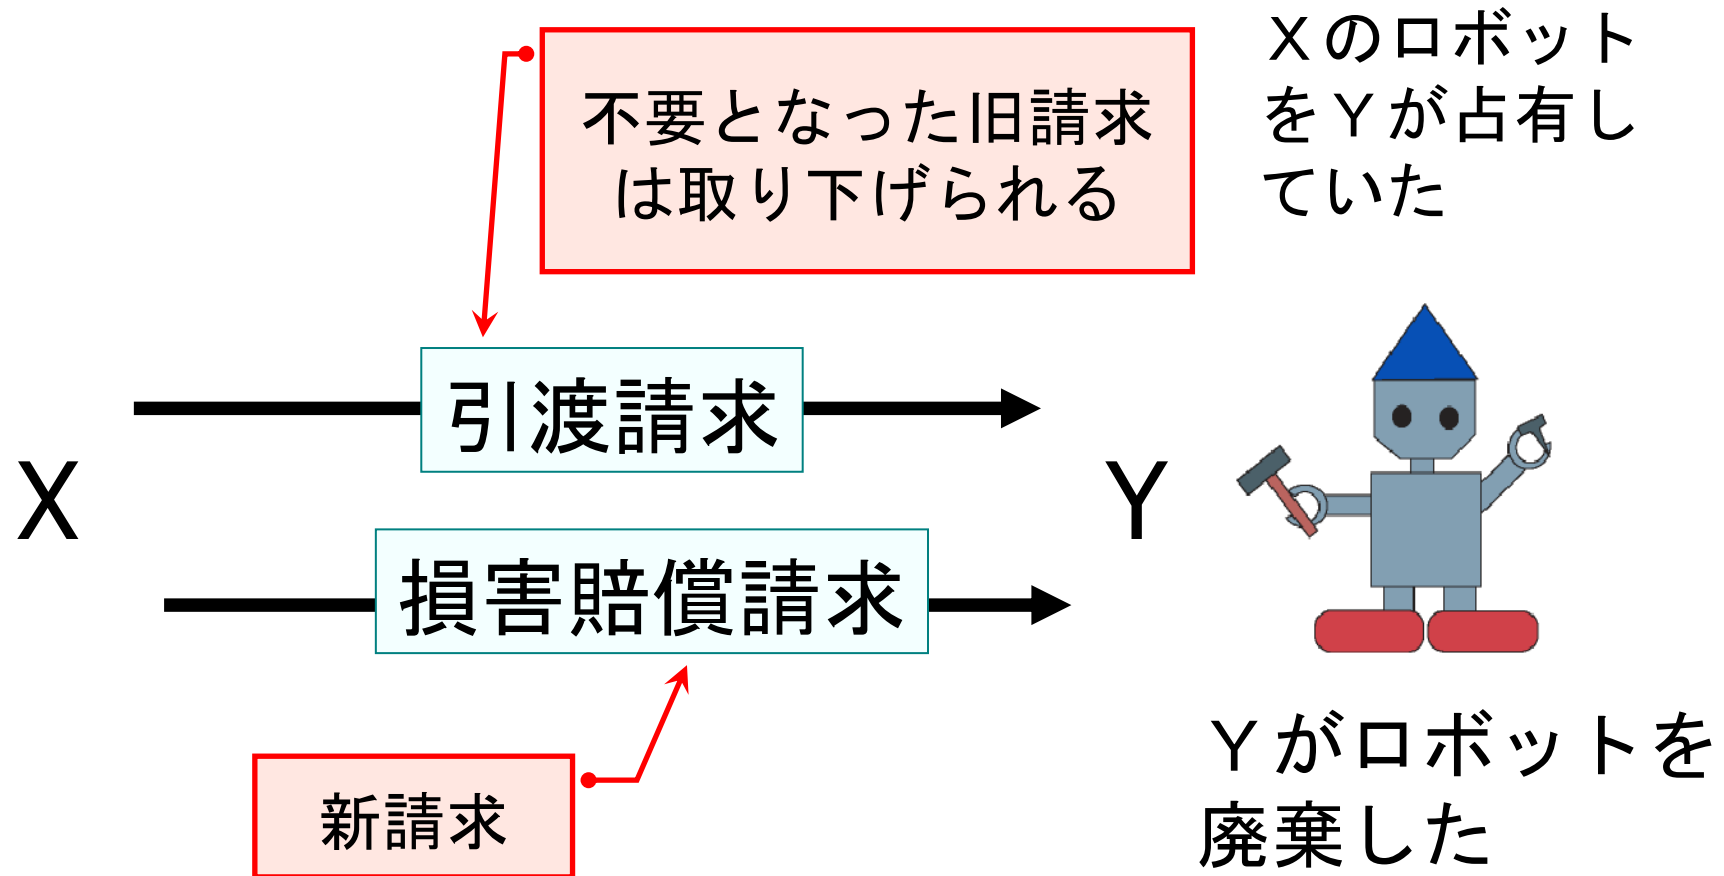 不要となった旧請求
は取り下げられる
Xのロボット
をYが占有し
ていた
引渡請求
X
Y
損害賠償請求
新請求
Yがロボットを
廃棄した